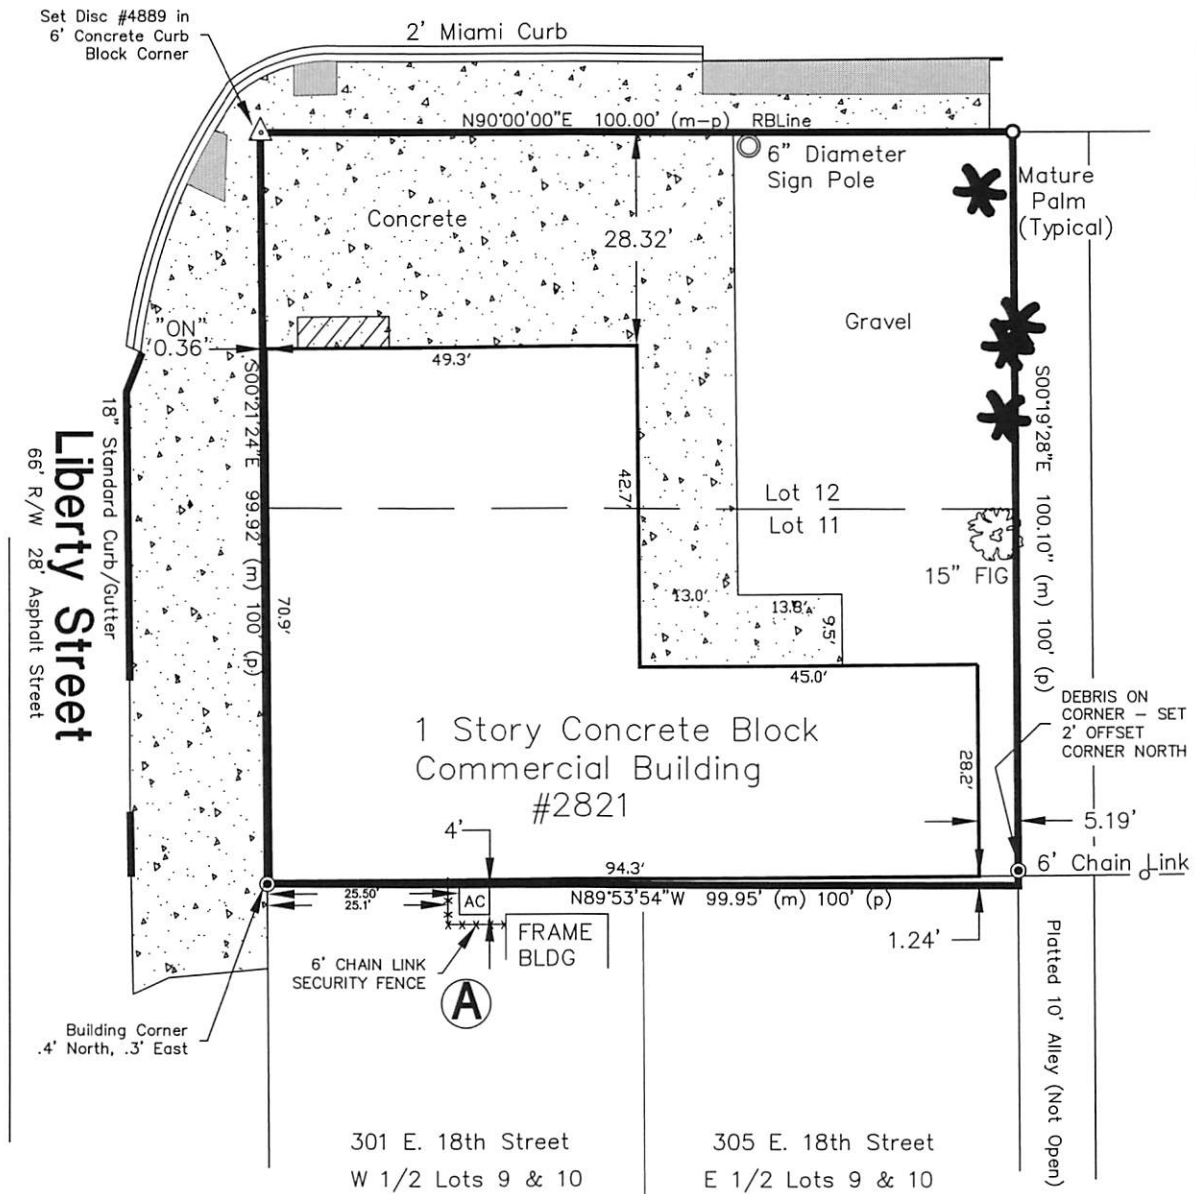 Set Disc #4889 in
6' Concrete Curb
Block Corner
2' Miami Curb
N90°00'00"E 100.00' (m-p) RBLine
6" Diameter
Sign Pole
Mature
Palm
(Typical)
Concrete
28.32'
Gravel
"ON"
0.36'
49.3'
S00°21'24"E 99.92' (m) 100' (p)
S00°19'28"E 100.10" (m) 100' (p)
18" Standard Curb/Gutter
Liberty Street
66' R/W 28' Asphalt Street
42.7'
Lot 12
Lot 11
15" FIG
70.9'
13.0'
13.8'
9.5'
45.0'
DEBRIS ON
CORNER – SET
2' OFFSET
CORNER NORTH
1 Story Concrete Block
Commercial Building
#2821
28.2'
5.19'
4'
94.3'
6' Chain Link
25.50'
25.1'
AC
N89°53'54"W 99.95' (m) 100' (p)
FRAME
BLDG
1.24'
6' CHAIN LINK
SECURITY FENCE
A
Building Corner
.4' North, .3' East
Platted 10' Alley (Not Open)
301 E. 18th Street
W 1/2 Lots 9 & 10
305 E. 18th Street
E 1/2 Lots 9 & 10